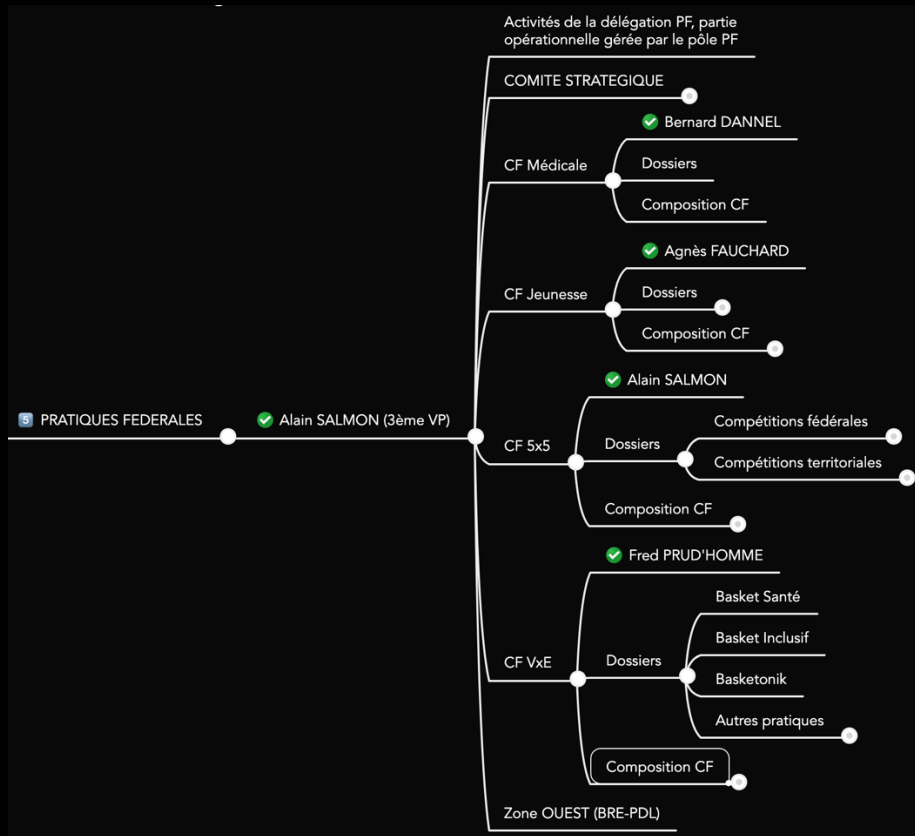 Activités de la délégation PF, partie
opérationnelle gérée par le pôle PF
COMITE STRATEGIQUE
Bernard DANNEL
CF Médicale
Dossiers
Composition CF
Agnès FAUCHARD
CF Jeunesse
Dossiers
Composition CF
Alain SALMON
5 PRATIQUES FEDERALES
Alain SALMON (3ème VP)
CF 5x5
Dossiers
Compétitions fédérales
Compétitions territoriales
Composition CF
Fred PRUD'HOMME
CF VxE
Dossiers
Basket Santé
Basket Inclusif
Basketonik
Autres pratiques
Composition CF
Zone OUEST (BRE-PDL)